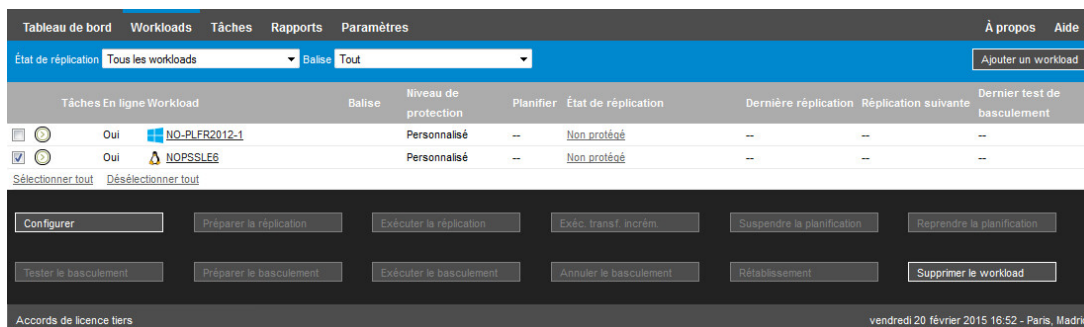 Tableau de bord Workloads Tâches Rapports Paramètres À propos Aide
État de réplication Tous les workloads Balise Tout Ajouter un workload
Tâches En ligne Workload Balise Niveau de protection Planifier État de réplication Dernière réplication Réplication suivante Dernier test de basculement
Oui NO-PLFR2012-1 Personnalisé -- Non protégé -- -- --
Oui NOPSSLE6 Personnalisé -- Non protégé -- -- --
Sélectionner tout Désélectionner tout
Configurer Préparer la réplication Exécuter la réplication Exéc. transf. incrém. Suspendre la planification Reprendre la planification
Tester le basculement Préparer le basculement Exécuter le basculement Annuler le basculement Rétablissement Supprimer le workload
Accords de licence tiers vendredi 20 février 2015 16:52 - Paris, Madri